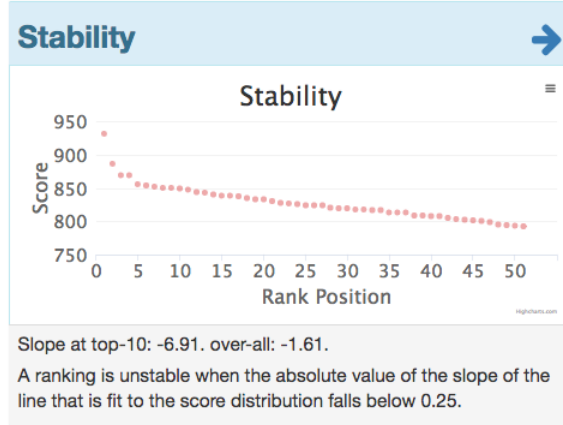 Stability
Stability
950
900
850
800
750
Score
0 5 10 15 20 25 30 35 40 45 50
Rank Position
Highcharts.com
Slope at top-10: -6.91. over-all: -1.61.
A ranking is unstable when the absolute value of the slope of the
line that is fit to the score distribution falls below 0.25.